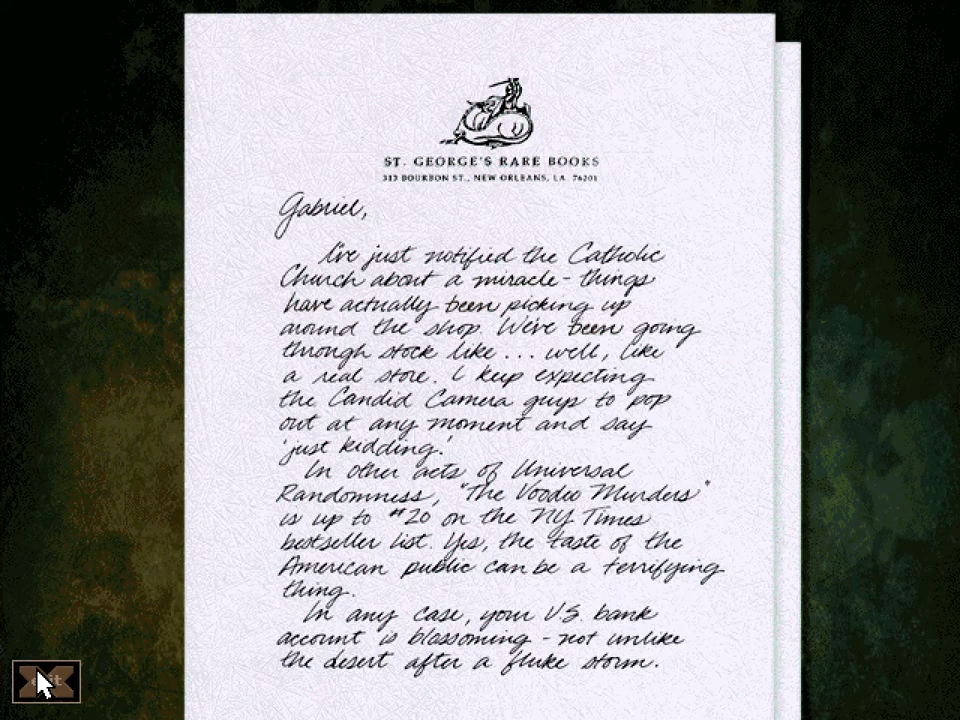 ST. GEORGE'S RARE BOOKS
313 BOURBON ST., NEW ORLEANS, LA. 76201
Gabriel,
I've just notified the Catholic
Church about a miracle - things
have actually been picking up
around the shop. We've been going
through stock like ... well, like
a real store. I keep expecting
the Candid Camera guys to pop
out at any moment and say
'just kidding.'
In other acts of Universal
Randomness, "The Voodoo Murders"
is up to #20 on the NY Times
bestseller list. Yes, the taste of the
American public can be a terrifying
thing.
In any case, your U.S. bank
account is blossoming - not unlike
the desert after a fluke storm.